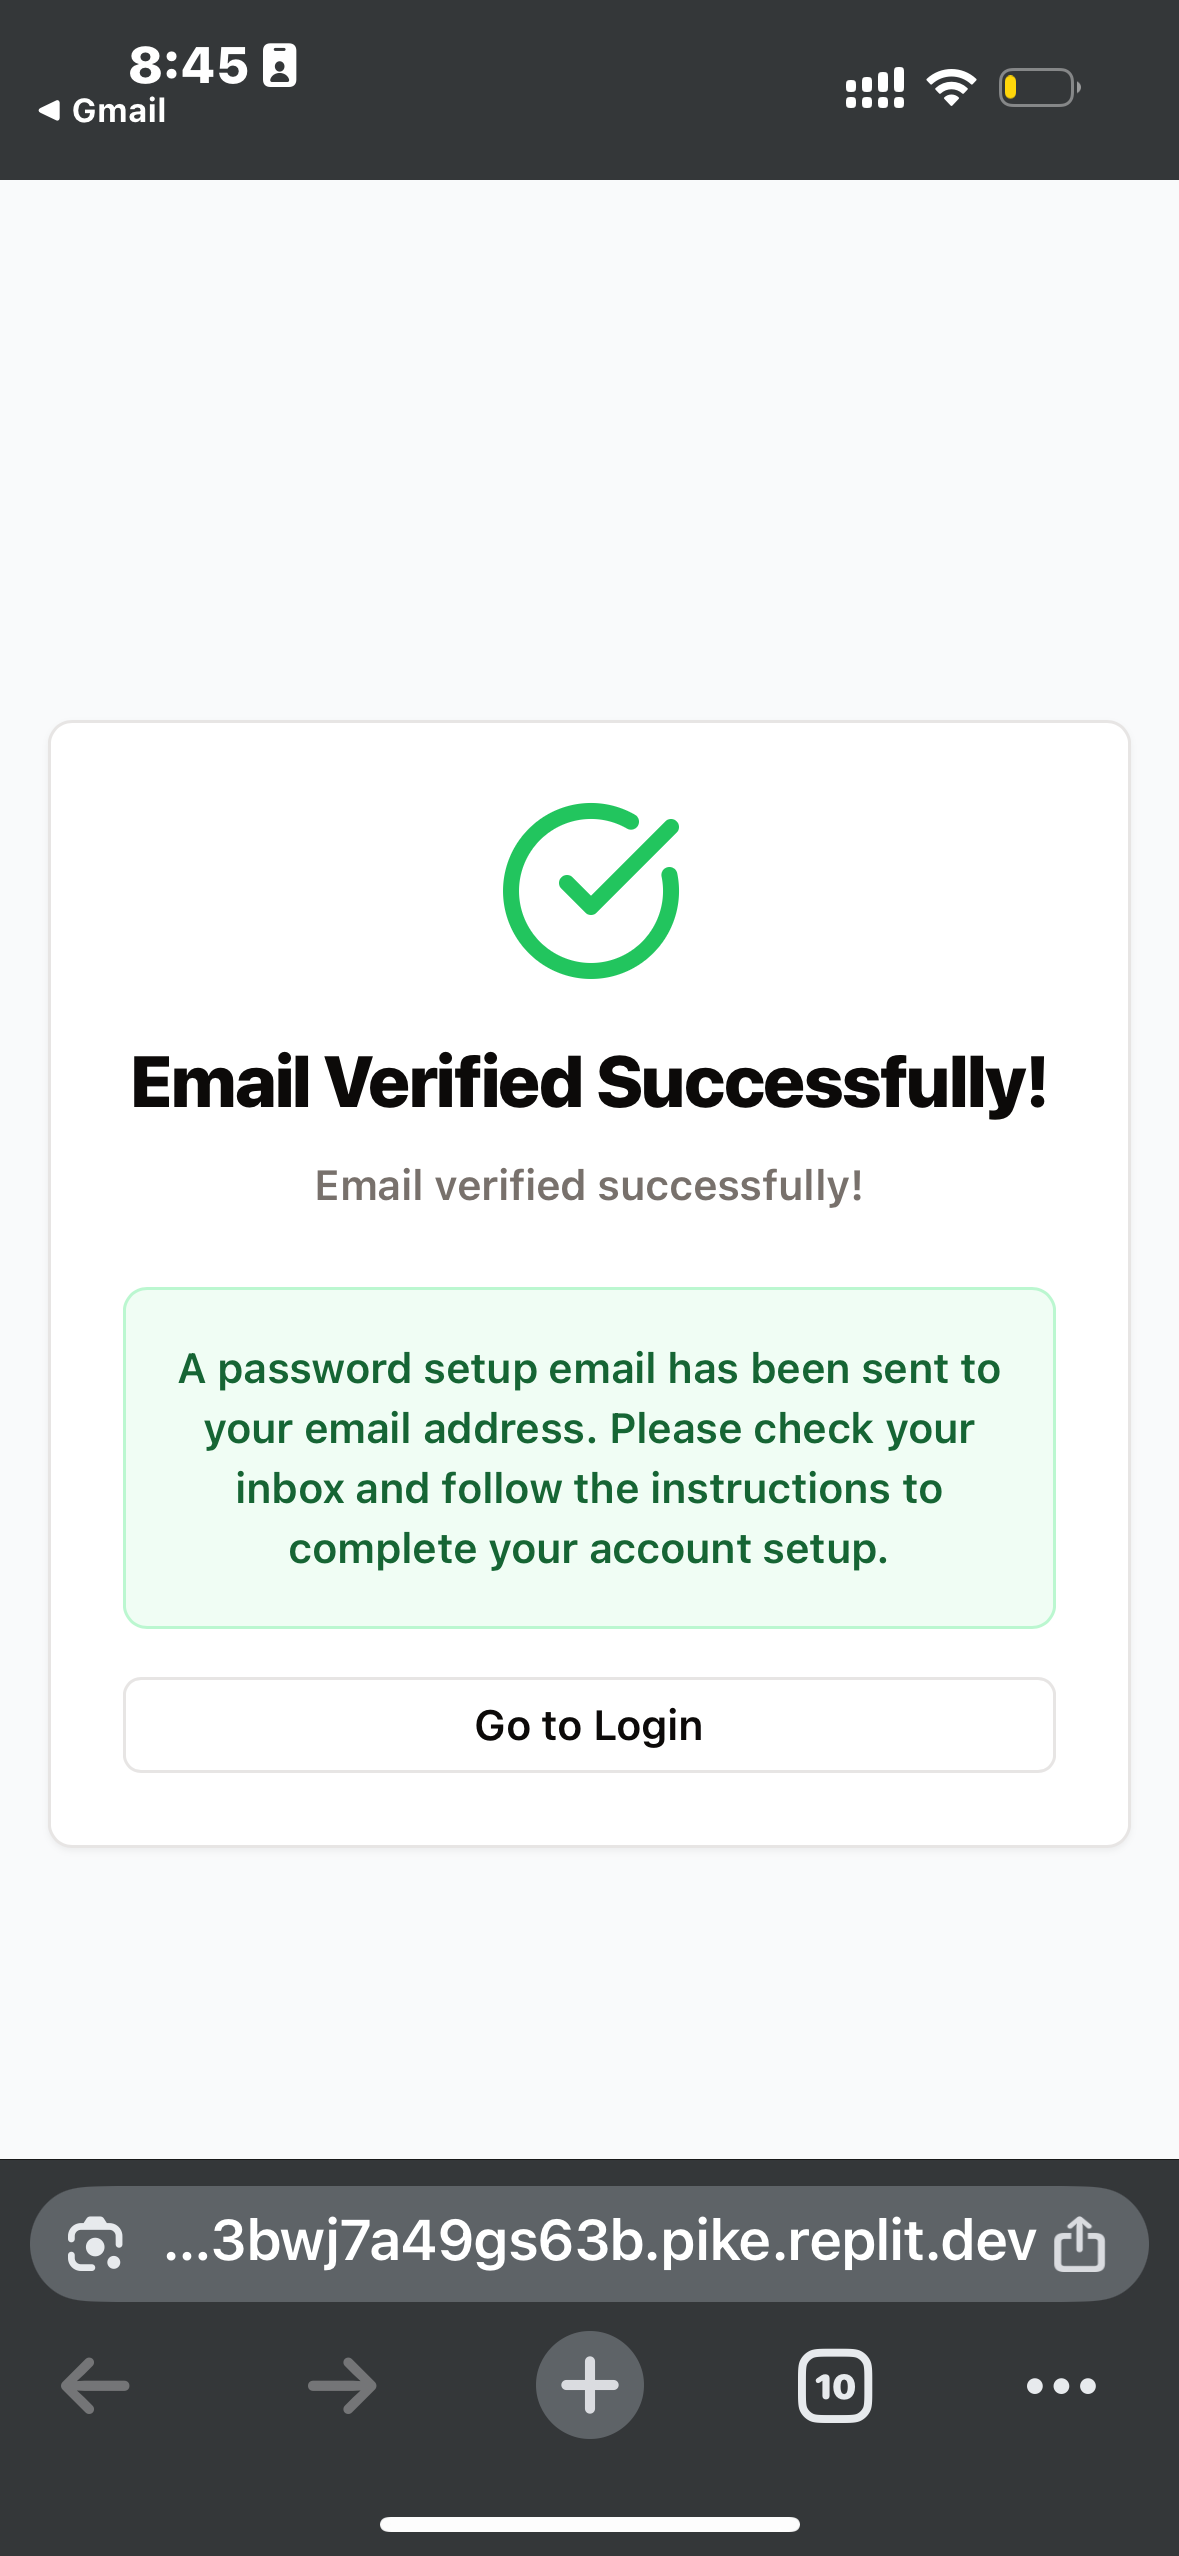 8:45
Gmail
Email Verified Successfully!
Email verified successfully!
A password setup email has been sent to
your email address. Please check your
inbox and follow the instructions to
complete your account setup.
Go to Login
...3bwj7a49gs63b.pike.replit.dev
10